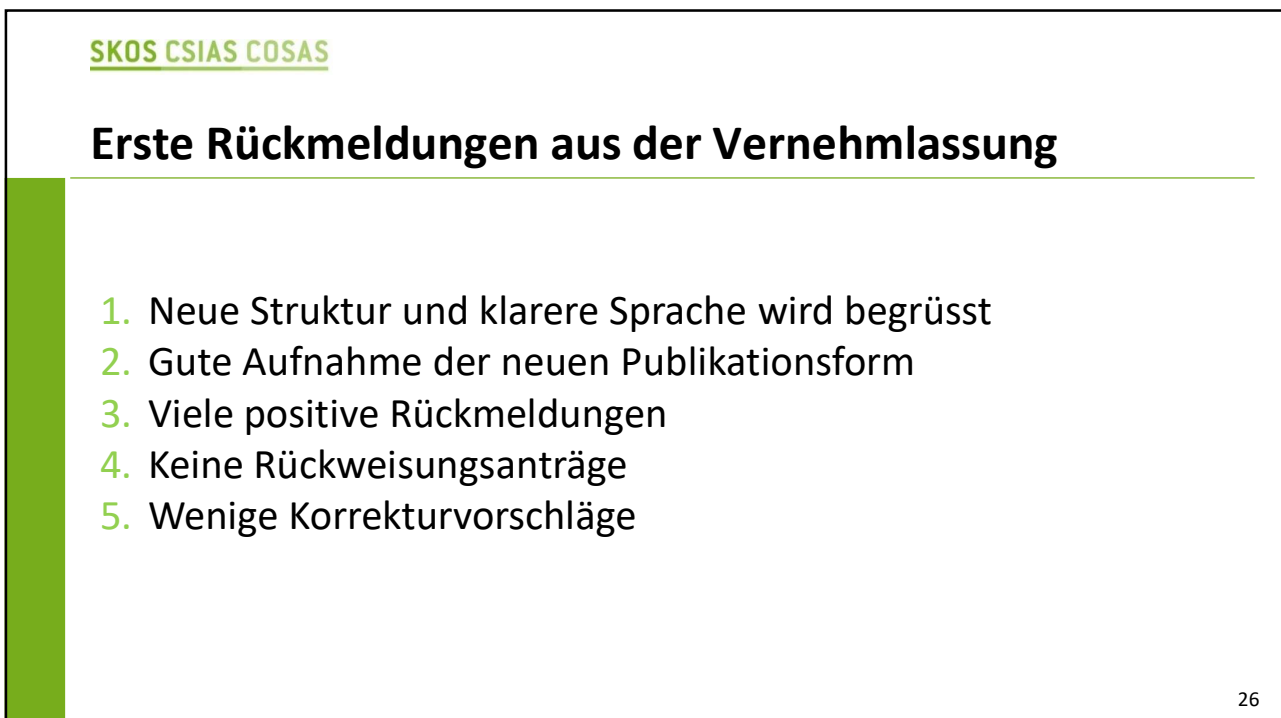 SKOS CSIAS COSAS
Erste Rückmeldungen aus der Vernehmlassung
1. Neue Struktur und klarere Sprache wird begrüsst
2. Gute Aufnahme der neuen Publikationsform
3. Viele positive Rückmeldungen
4. Keine Rückweisungsanträge
5. Wenige Korrekturvorschläge
26